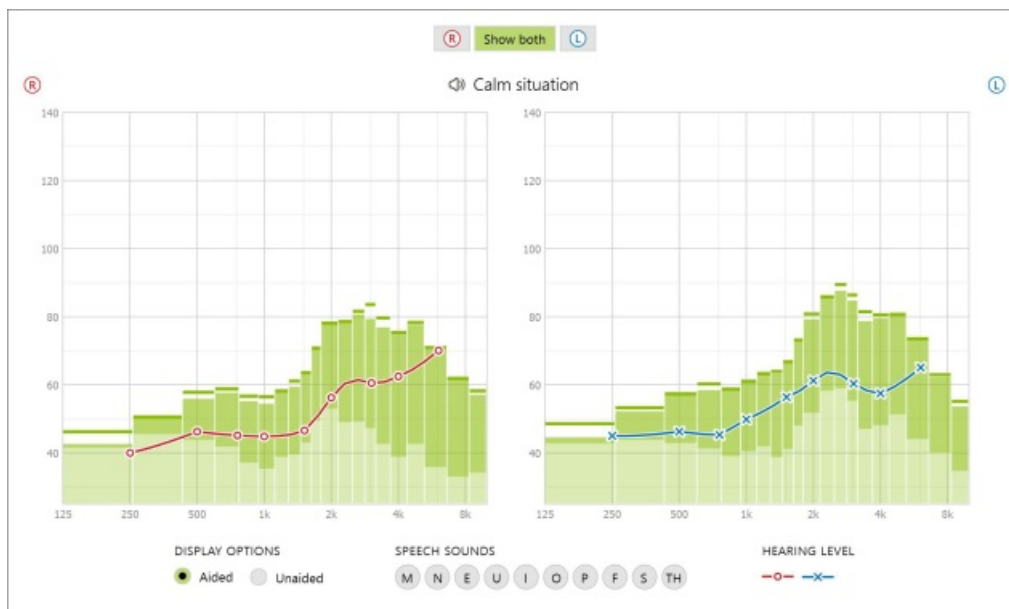 R Show both L
R Calm situation L
140 140
120 120
100 100
80 80
60 60
40 40
125 250 500 1k 2k 4k 8k 125 250 500 1k 2k 4k 8k
DISPLAY OPTIONS SPEECH SOUNDS HEARING LEVEL
Aided Unaided M N E U I O P F S TH